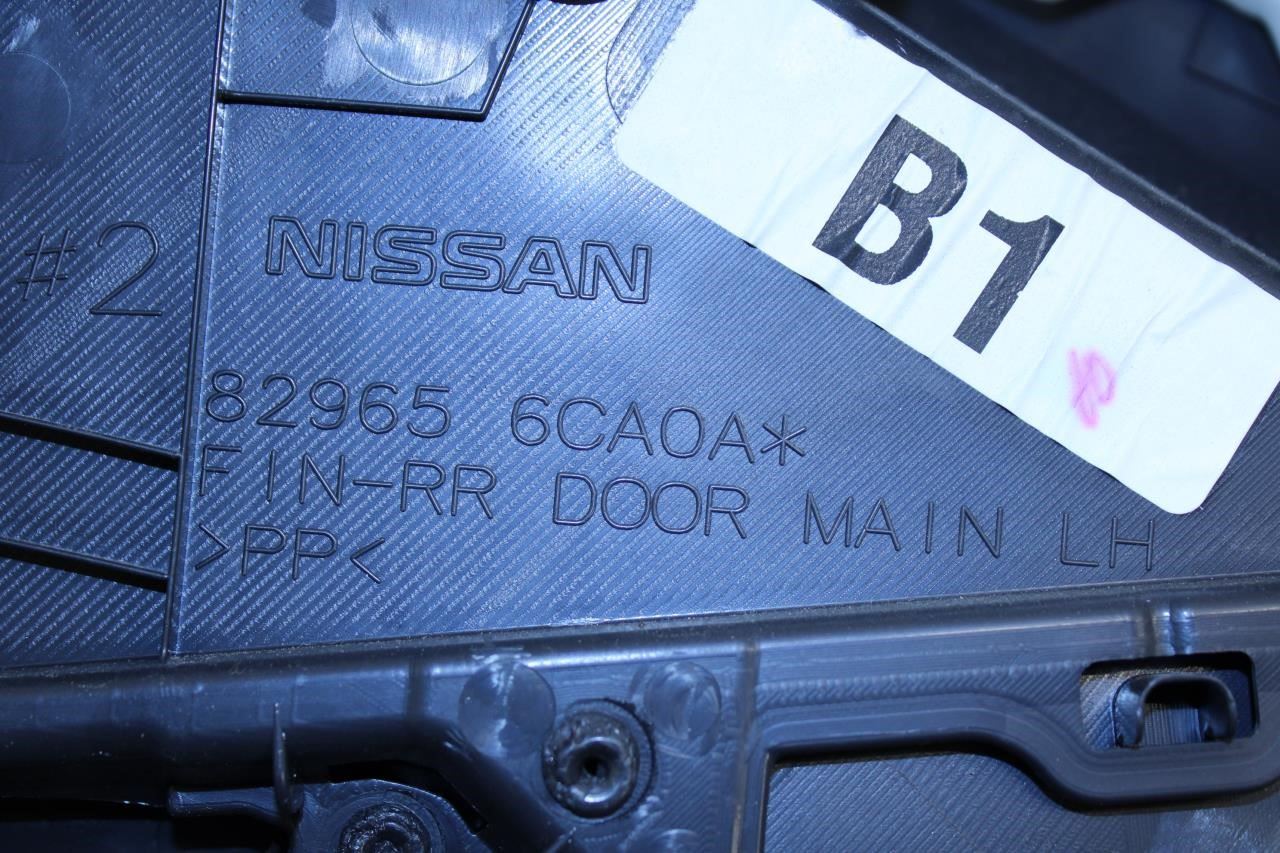 #2
NISSAN
B1
82965 6CA0A*
FIN-RR DOOR MAIN LH
>PP<